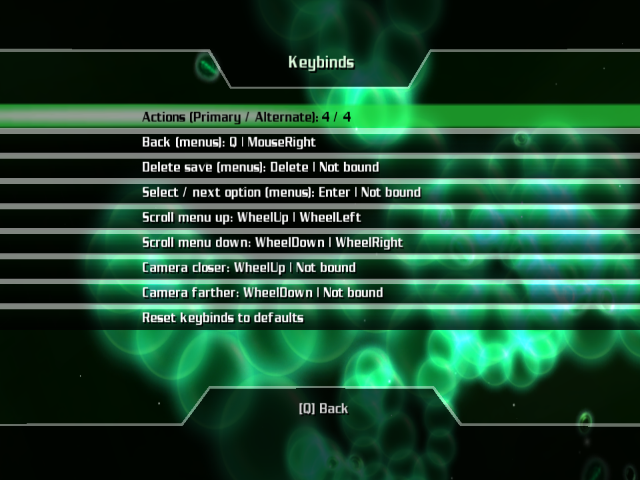 Keybinds
Actions (Primary / Alternate): 4 / 4
Back (menus): Q | MouseRight
Delete save (menus): Delete | Not bound
Select / next option (menus): Enter | Not bound
Scroll menu up: WheelUp | WheelLeft
Scroll menu down: WheelDown | WheelRight
Camera closer: WheelUp | Not bound
Camera farther: WheelDown | Not bound
Reset keybinds to defaults
[Q] Back